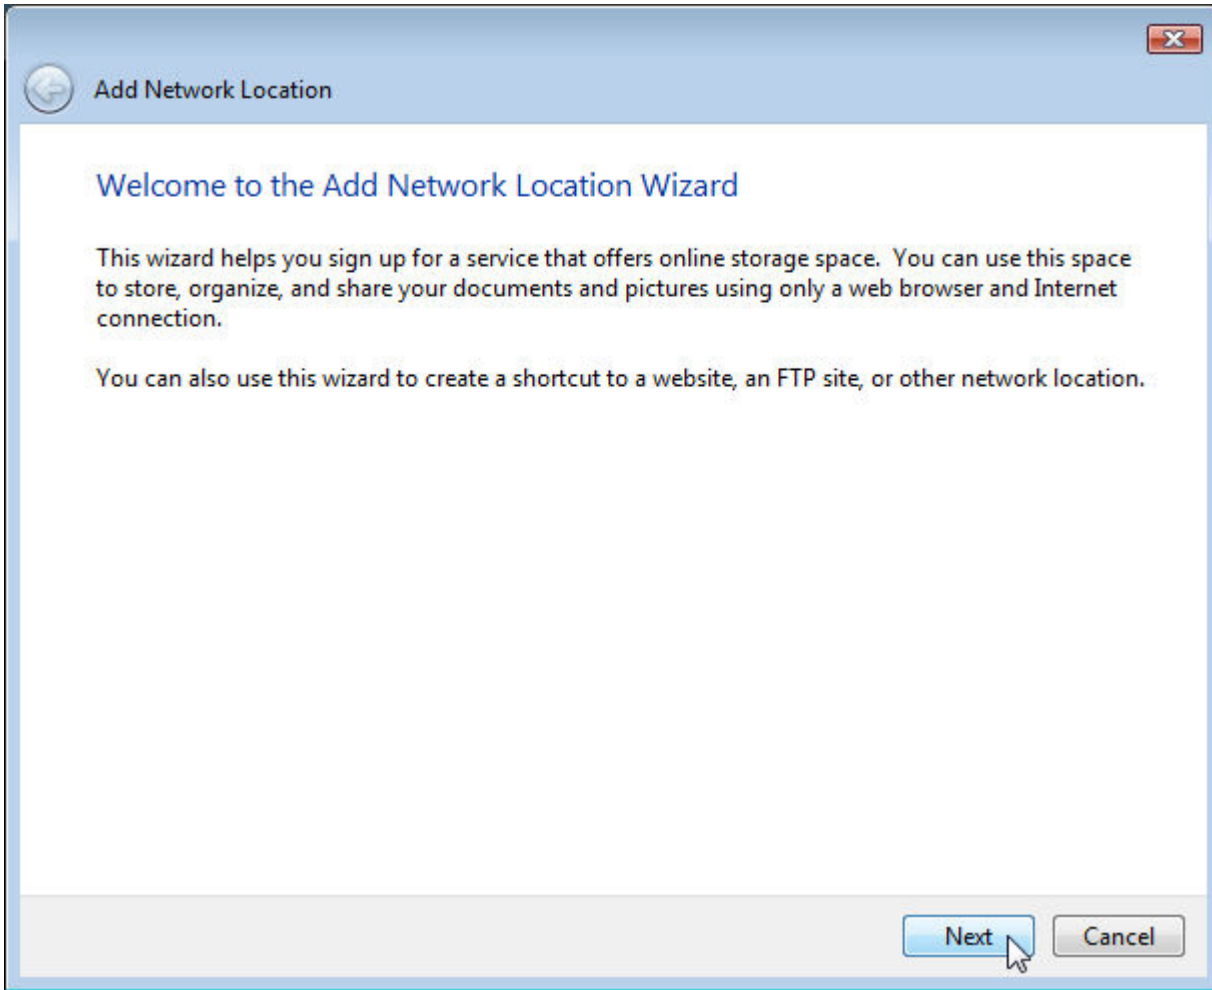 Add Network Location
Welcome to the Add Network Location Wizard
This wizard helps you sign up for a service that offers online storage space.  You can use this space
to store, organize, and share your documents and pictures using only a web browser and Internet
connection.
You can also use this wizard to create a shortcut to a website, an FTP site, or other network location.
Next
Cancel